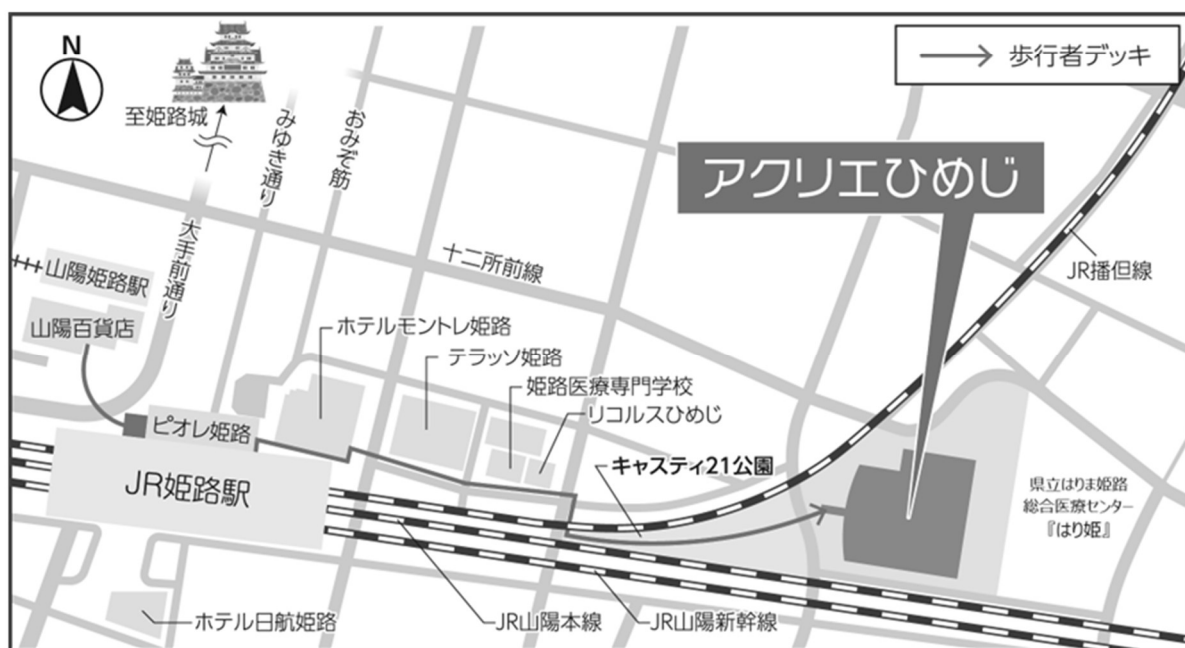 N
至姫路城
みゆき通り
おみぞ筋
大手前通り
歩行者デッキ
アクリエひめじ
山陽姫路駅
山陽百貨店
十二所前線
JR播但線
ホテルモントレ姫路
テラッソ姫路
姫路医療専門学校
リコルスひめじ
ピオレ姫路
キャスティ21公園
JR姫路駅
県立はりま姫路
総合医療センター
『はり姫』
ホテル日航姫路
JR山陽本線
JR山陽新幹線